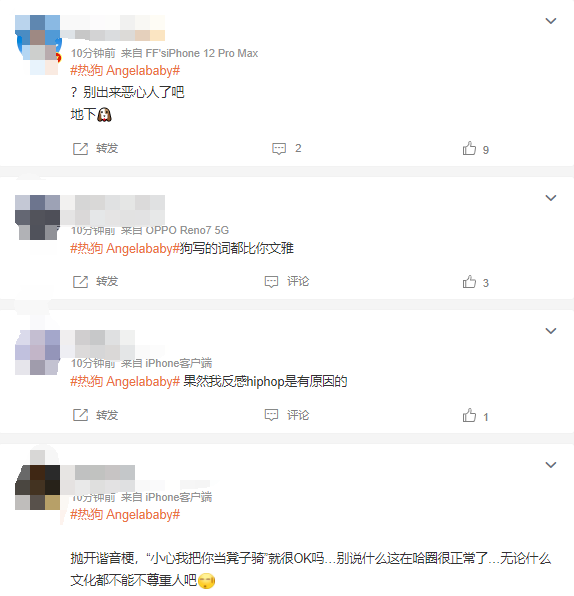 10分钟前 来自 FF'siPhone 12 Pro Max
#热狗 Angelababy#
？别出来恶心人了吧
地下
转发 2 9
10分钟前 来自 OPPO Reno7 5G
#热狗 Angelababy#狗写的词都比你文雅
转发 评论 3
10分钟前 来自 iPhone客户端
#热狗 Angelababy# 果然我反感hiphop是有原因的
转发 评论 1
10分钟前 来自 iPhone客户端
#热狗 Angelababy#
抛开谐音梗，“小心我把你当凳子骑”就很OK吗...别说什么这在哈圈很正常了...无论什么
文化都不能不尊重人吧